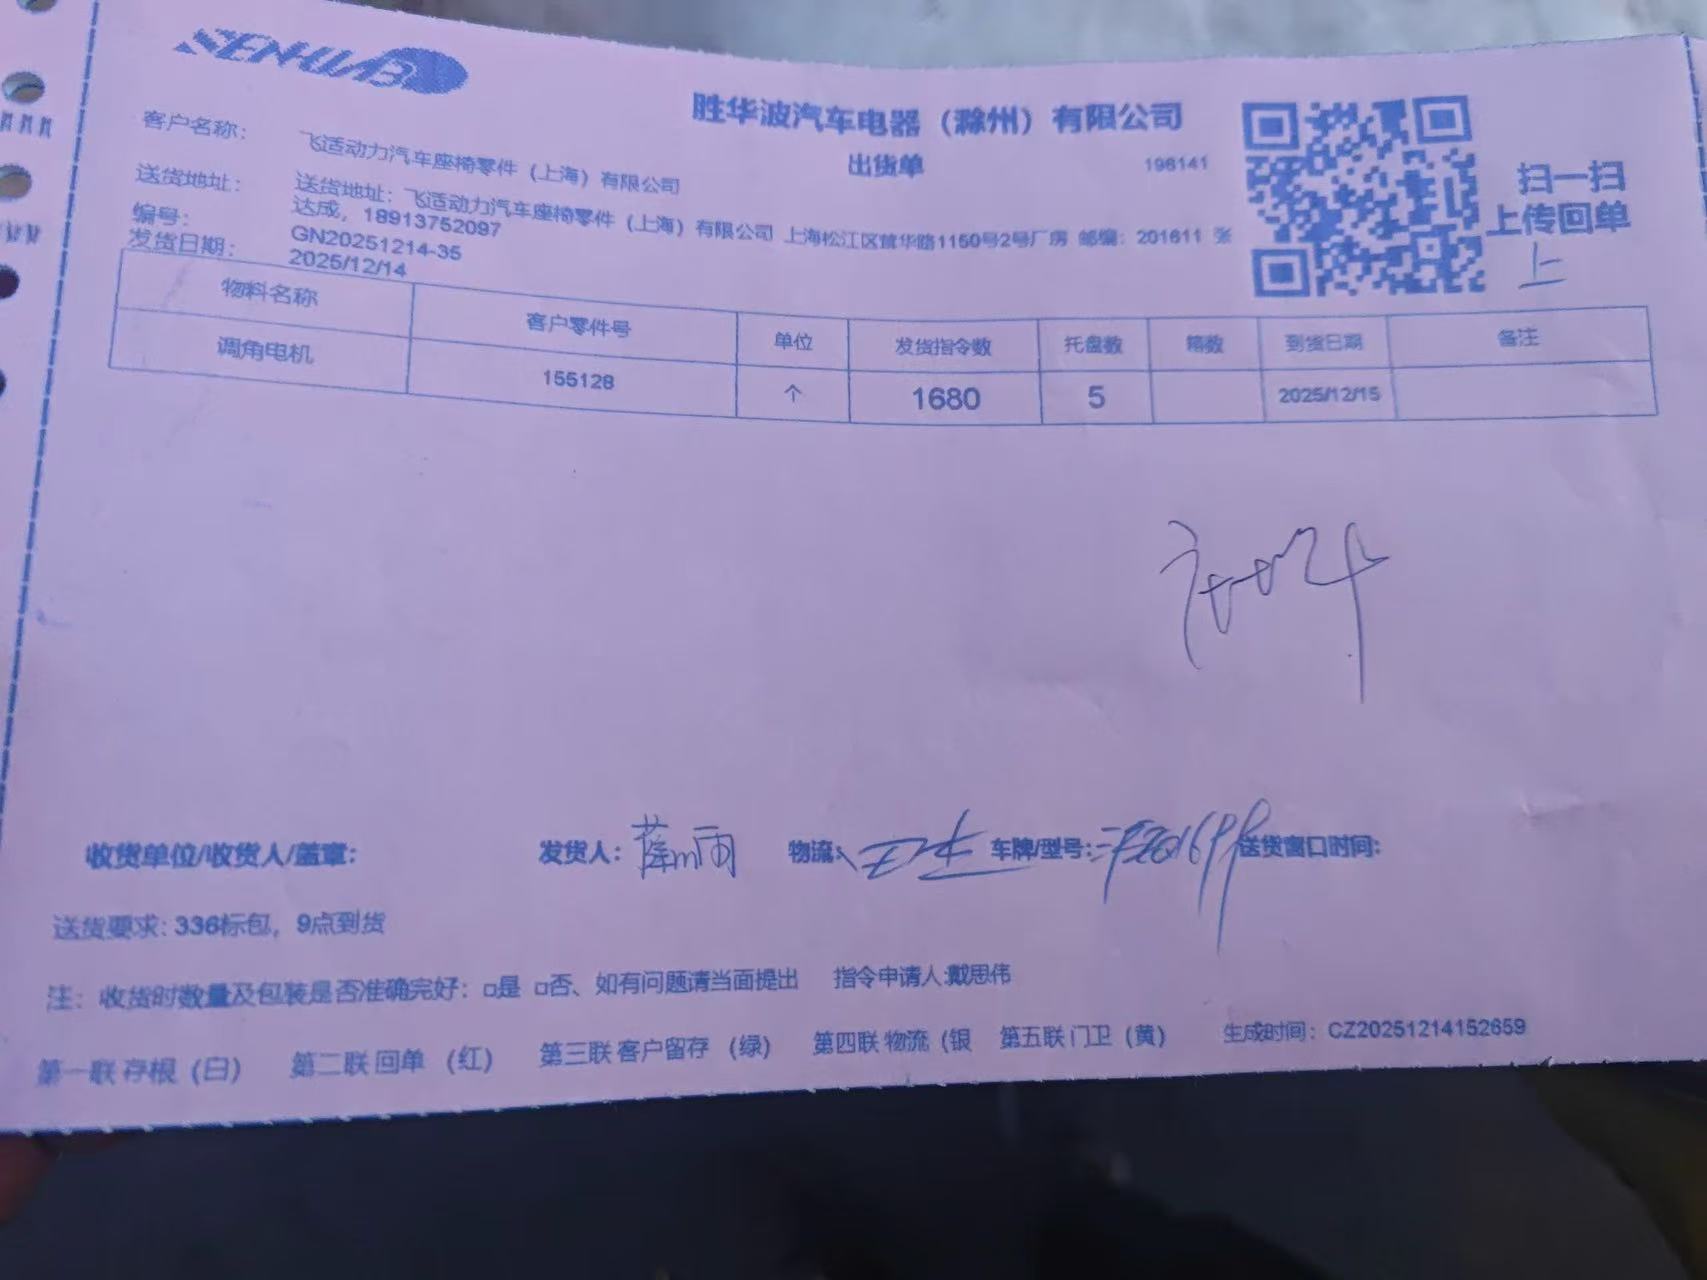 SENHUAB
胜华波汽车电器（滁州）有限公司
出货单
196141
扫一扫
上传回单
上
客户名称： 飞适动力汽车座椅零件（上海）有限公司
送货地址： 送货地址：飞适动力汽车座椅零件（上海）有限公司 上海松江区茸华路1150号2号厂房 邮编：201611 张
达成，18913752097
编号： GN20251214-35
发货日期： 2025/12/14
物料名称 客户零件号 单位 发货指令数 托盘数 箱数 到货日期 备注
调角电机 155128 个 1680 5 2025/12/15
收货单位/收货人/盖章： 发货人： 物流： 车牌/型号： 送货窗口时间：
送货要求：336标包，9点到货
注：收货时数量及包装是否准确完好：□是 □否、如有问题请当面提出 指令申请人:戴思伟
第一联 存根（白） 第二联 回单 （红） 第三联 客户留存 （绿） 第四联 物流（银 第五联 门卫（黄） 生成时间：CZ20251214152659